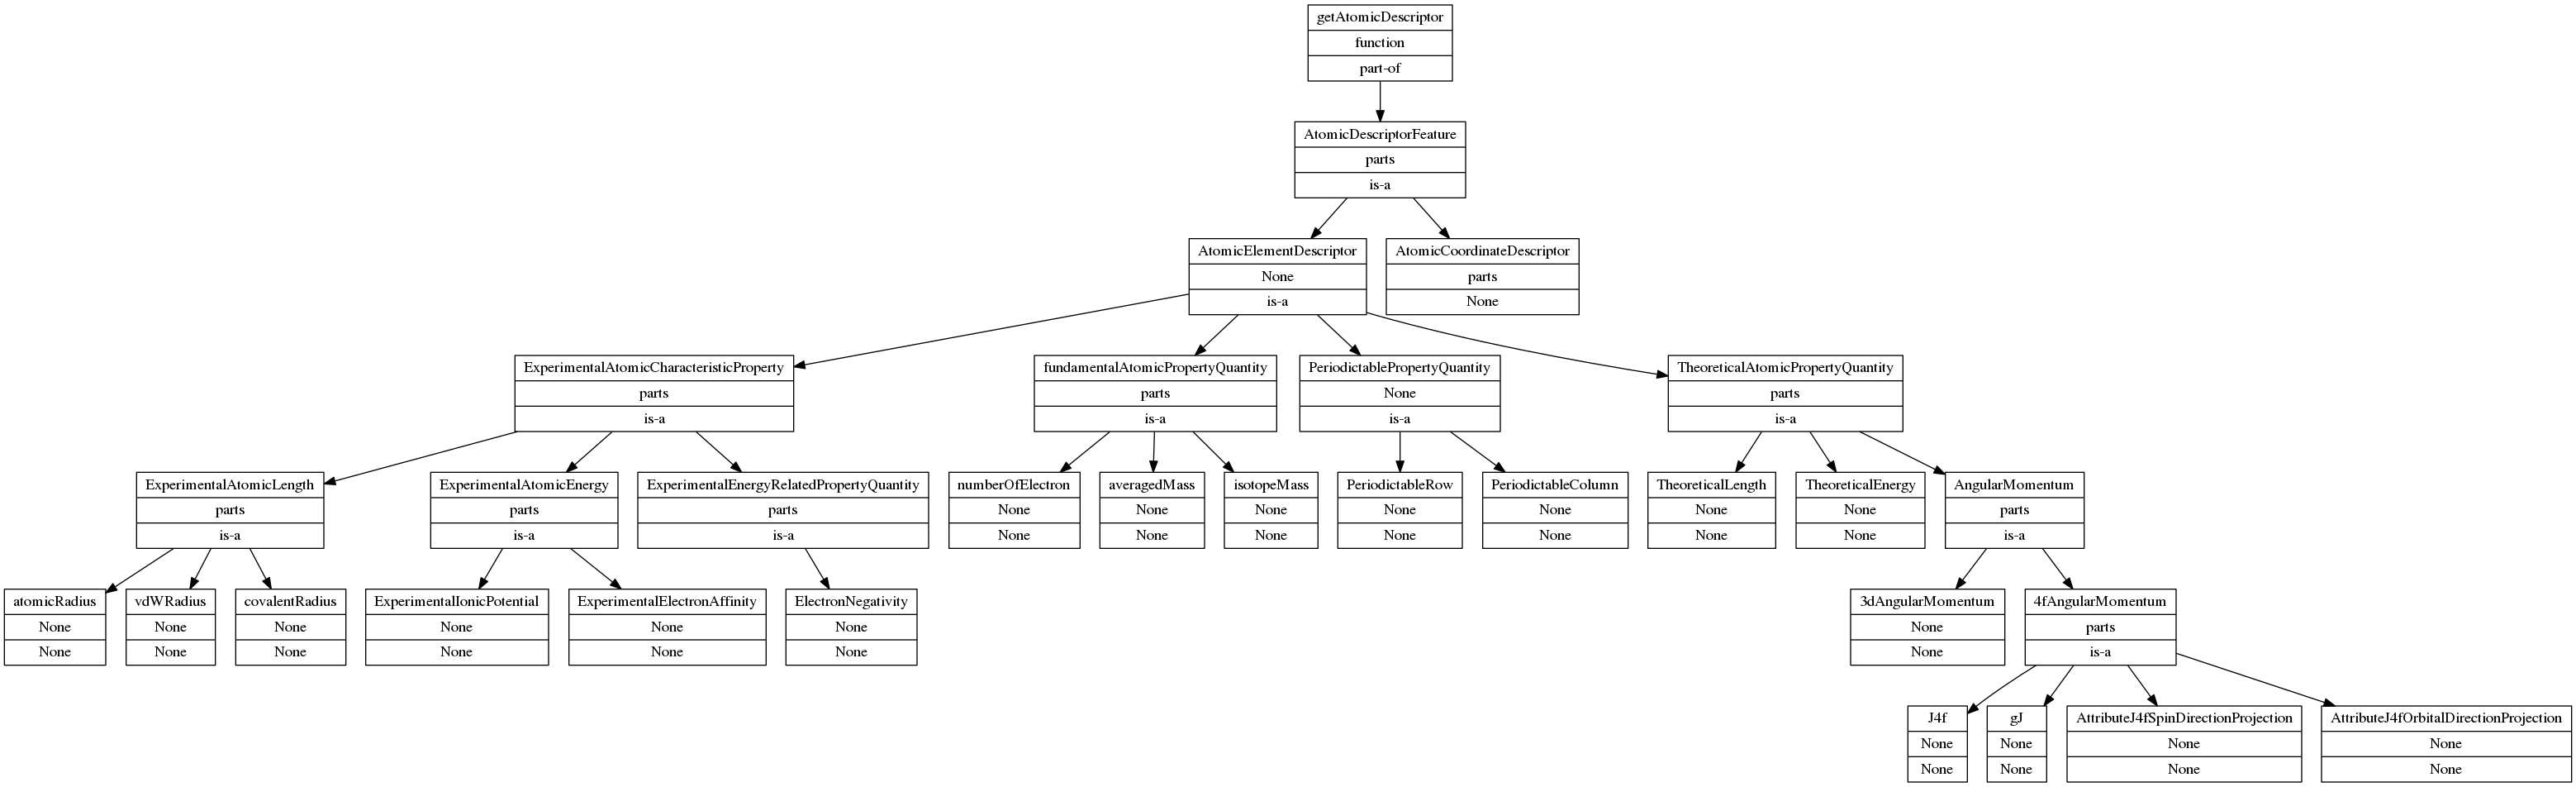 getAtomicDescriptor
function
part-of
AtomicDescriptorFeature
parts
is-a
AtomicElementDescriptor
None
is-a
AtomicCoordinateDescriptor
parts
None
ExperimentalAtomicCharacteristicProperty
parts
is-a
fundamentalAtomicPropertyQuantity
parts
is-a
PeriodictablePropertyQuantity
None
is-a
TheoreticalAtomicPropertyQuantity
parts
is-a
ExperimentalAtomicLength
parts
is-a
ExperimentalAtomicEnergy
parts
is-a
ExperimentalEnergyRelatedPropertyQuantity
parts
is-a
numberOfElectron
None
None
averagedMass
None
None
isotopeMass
None
None
PeriodictableRow
None
None
PeriodictableColumn
None
None
TheoreticalLength
None
None
TheoreticalEnergy
None
None
AngularMomentum
parts
is-a
atomicRadius
None
None
vdWRadius
None
None
covalentRadius
None
None
ExperimentalIonicPotential
None
None
ExperimentalElectronAffinity
None
None
ElectronNegativity
None
None
3dAngularMomentum
None
None
4fAngularMomentum
parts
is-a
J4f
None
None
gJ
None
None
AttributeJ4fSpinDirectionProjection
None
None
AttributeJ4fOrbitalDirectionProjection
None
None